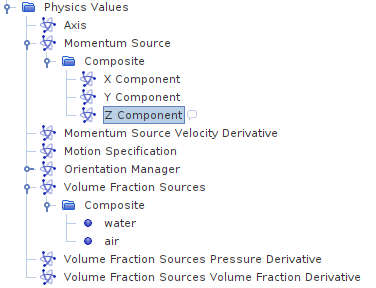 Physics Values
Axis
Momentum Source
Composite
X Component
Y Component
Z Component
Momentum Source Velocity Derivative
Motion Specification
Orientation Manager
Volume Fraction Sources
Composite
water
air
Volume Fraction Sources Pressure Derivative
Volume Fraction Sources Volume Fraction Derivative